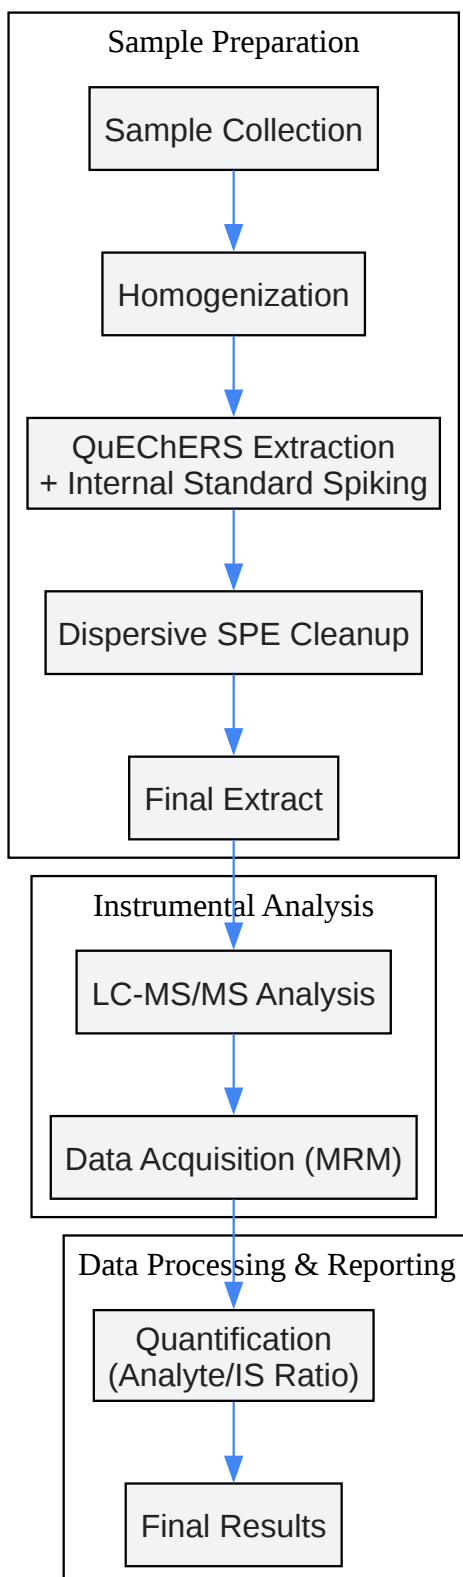 Sample Preparation
Sample Collection
Homogenization
QuEChERS Extraction
+ Internal Standard Spiking
Dispersive SPE Cleanup
Final Extract
Instrumental Analysis
LC-MS/MS Analysis
Data Acquisition (MRM)
Data Processing & Reporting
Quantification
(Analyte/IS Ratio)
Final Results